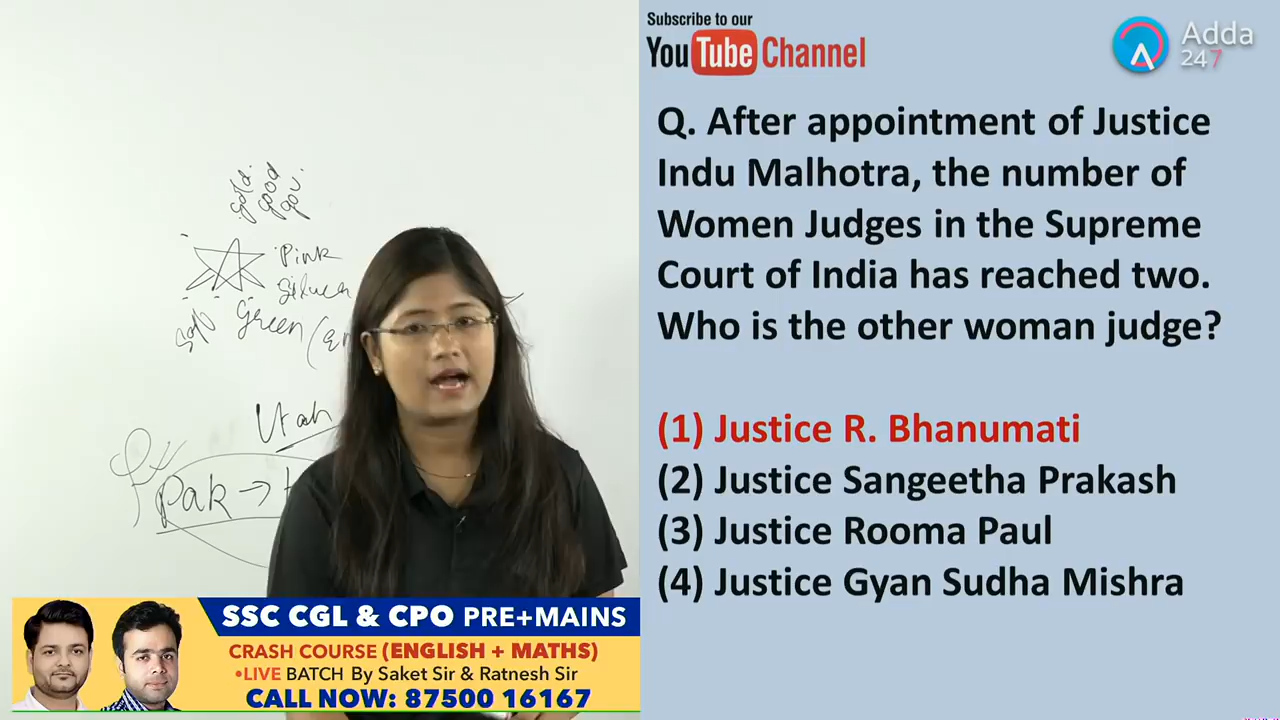 Subscribe to our
YouTube Channel
Adda
247
Q. After appointment of Justice
Indu Malhotra, the number of
Women Judges in the Supreme
Court of India has reached two.
Who is the other woman judge?
(1) Justice R. Bhanumati
(2) Justice Sangeetha Prakash
(3) Justice Rooma Paul
(4) Justice Gyan Sudha Mishra
Pink
Green
Utah
Pak →
SSC CGL & CPO PRE+MAINS
CRASH COURSE (ENGLISH + MATHS)
•LIVE BATCH By Saket Sir & Ratnesh Sir
CALL NOW: 87500 16167